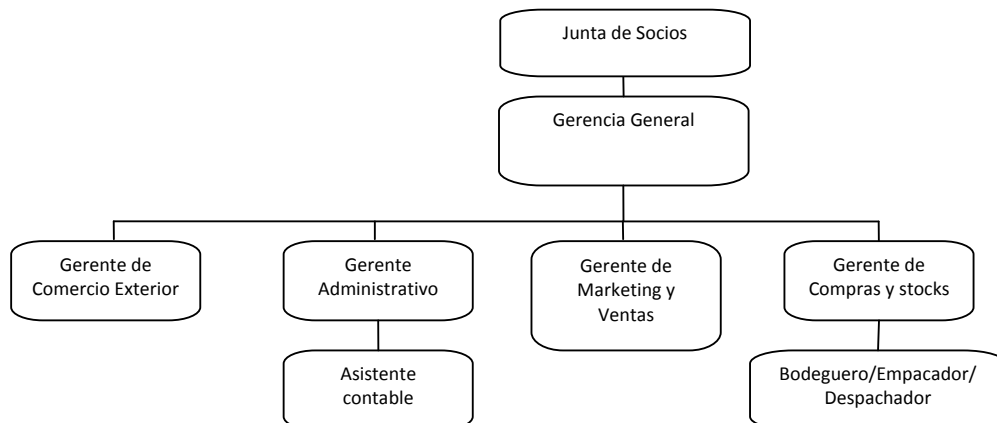 Junta de Socios
Gerencia General
Gerente de
Comercio Exterior
Gerente
Administrativo
Gerente de
Marketing y
Ventas
Gerente de
Compras y stocks
Asistente
contable
Bodeguero/Empacador/
Despachador